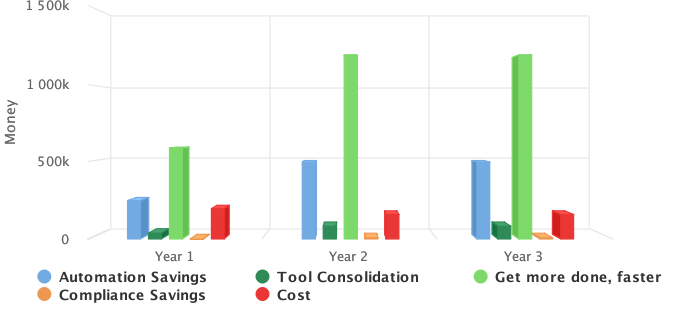 1 500k
1 000k
500k
0
Money
Year 1 Year 2 Year 3
Automation Savings Tool Consolidation Get more done, faster
Compliance Savings Cost